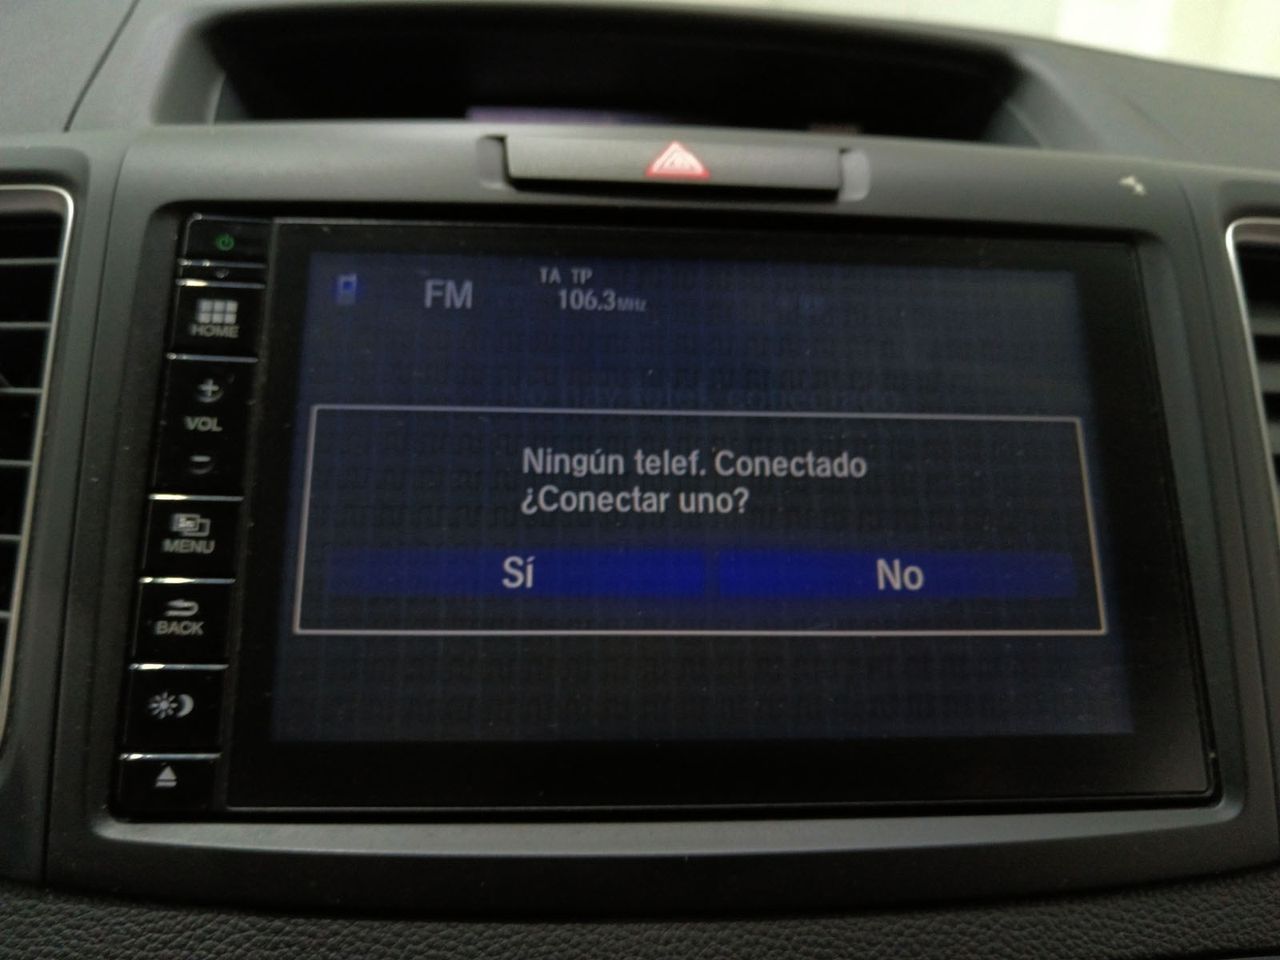 TA TP
FM 106.3MHz
HOME
Ningún telef. Conectado
¿Conectar uno?
Sí No
+
VOL
−
MENU
BACK